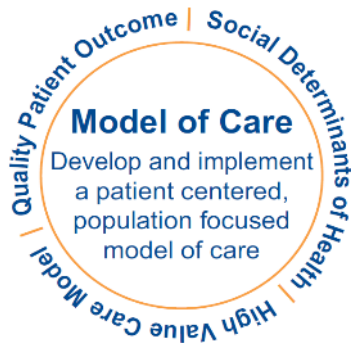 Quality Patient Outcome | Social Determinants of Health | High Value Care Model |
Model of Care
Develop and implement
a patient centered,
population focused
model of care